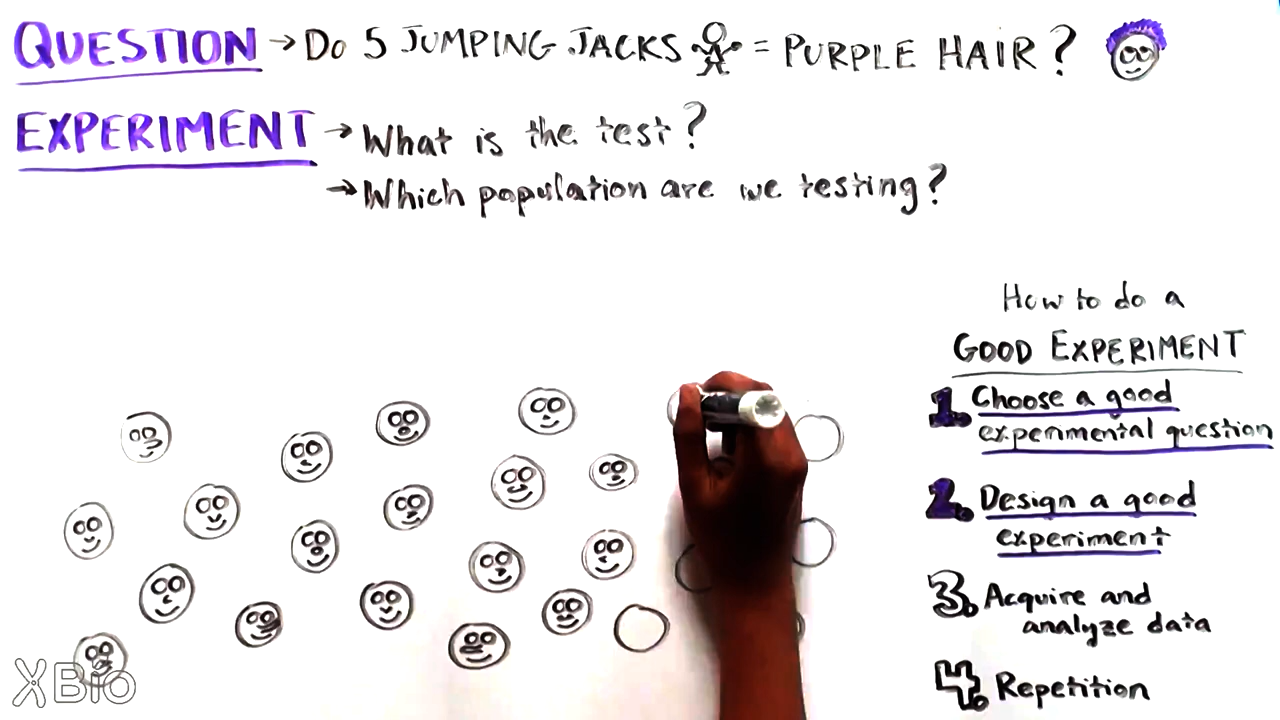 QUESTION → Do 5 JUMPING JACKS = PURPLE HAIR?
EXPERIMENT → What is the test?
→ Which population are we testing?
How to do a
GOOD EXPERIMENT
1. Choose a good
experimental question
2. Design a good
experiment
3. Acquire and
analyze data
4. Repetition
XBio